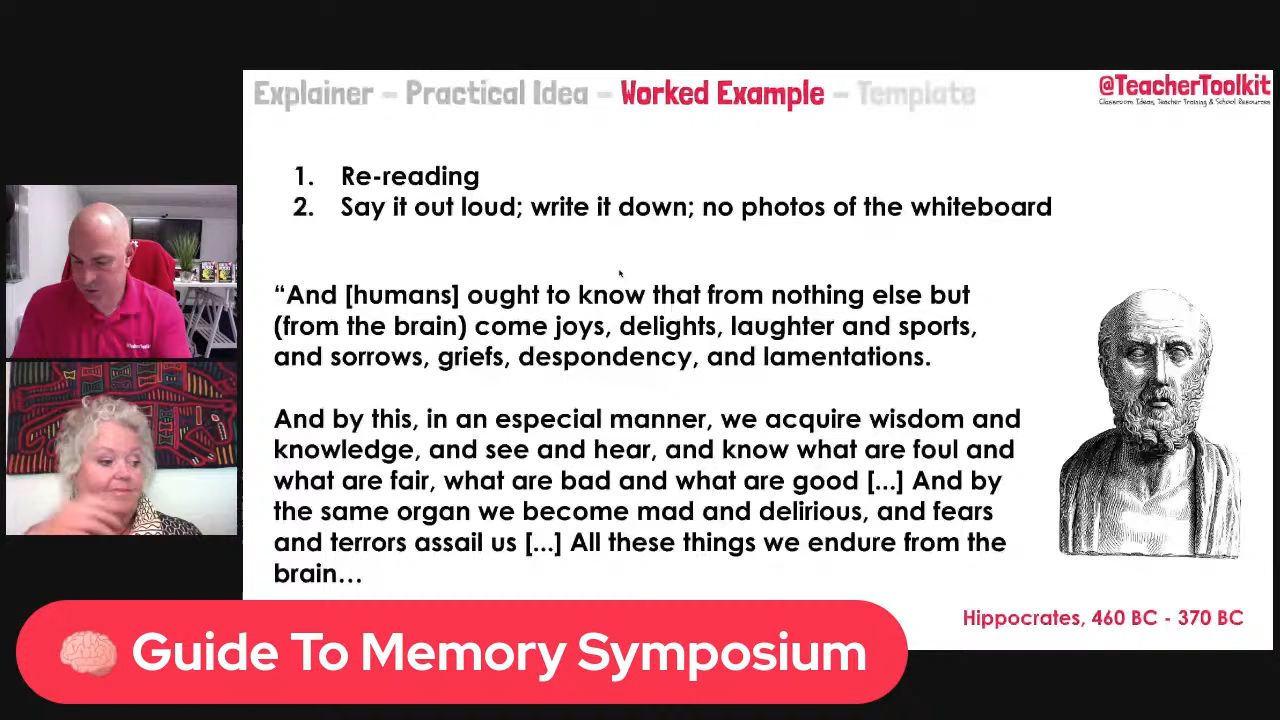 Explainer – Practical Idea – Worked Example – Template
@TeacherToolkit
Classroom Ideas, Teacher Training & School Resources
1. Re-reading
2. Say it out loud; write it down; no photos of the whiteboard
“And [humans] ought to know that from nothing else but
(from the brain) come joys, delights, laughter and sports,
and sorrows, griefs, despondency, and lamentations.
And by this, in an especial manner, we acquire wisdom and
knowledge, and see and hear, and know what are foul and
what are fair, what are bad and what are good [...] And by
the same organ we become mad and delirious, and fears
and terrors assail us [...] All these things we endure from the
brain…
Hippocrates, 460 BC - 370 BC
Guide To Memory Symposium